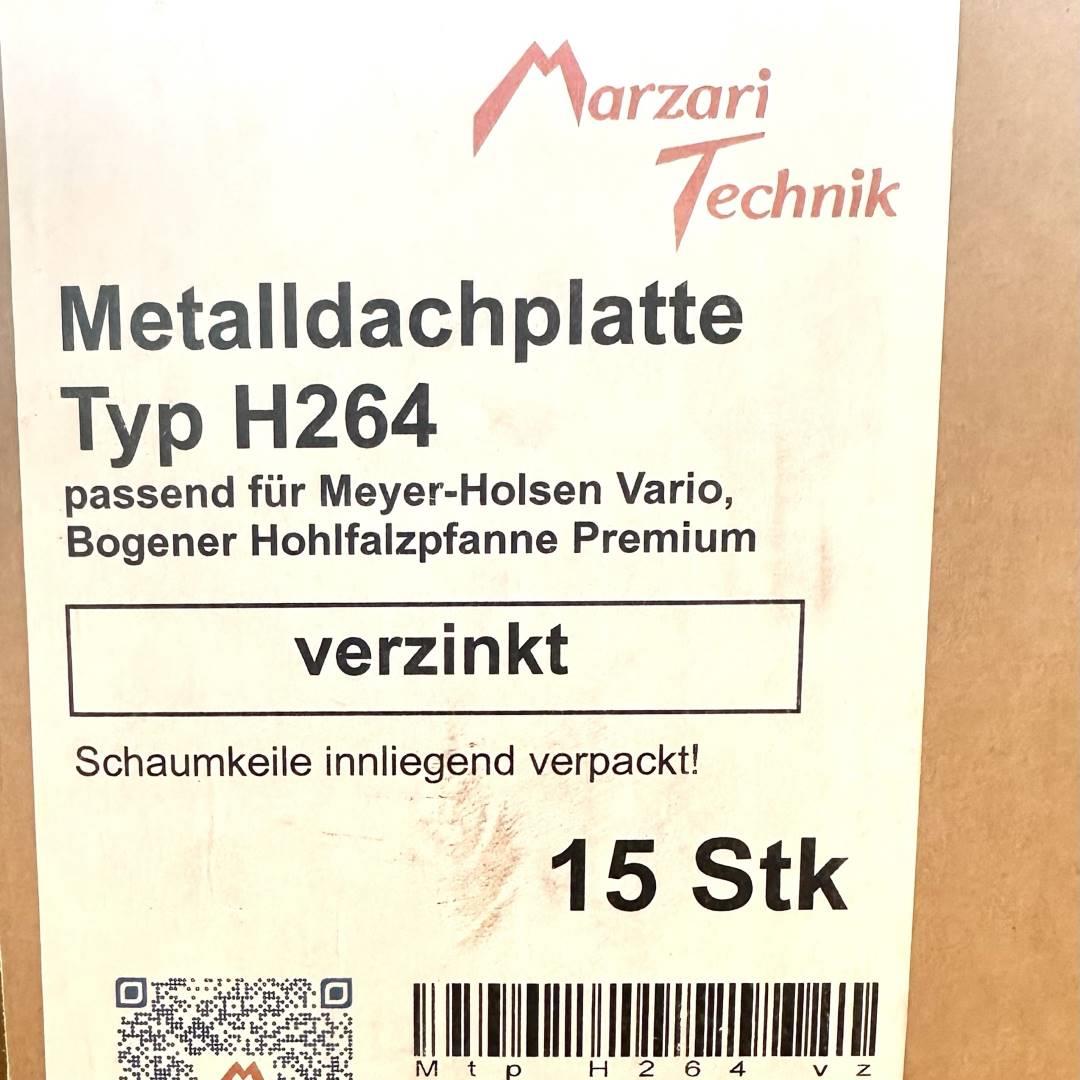 Marzari
Technik
Metalldachplatte
Typ H264
passend für Meyer-Holsen Vario,
Bogener Hohlfalzpfanne Premium
verzinkt
Schaumkeile innliegend verpackt!
15 Stk
Mtp H264 vz